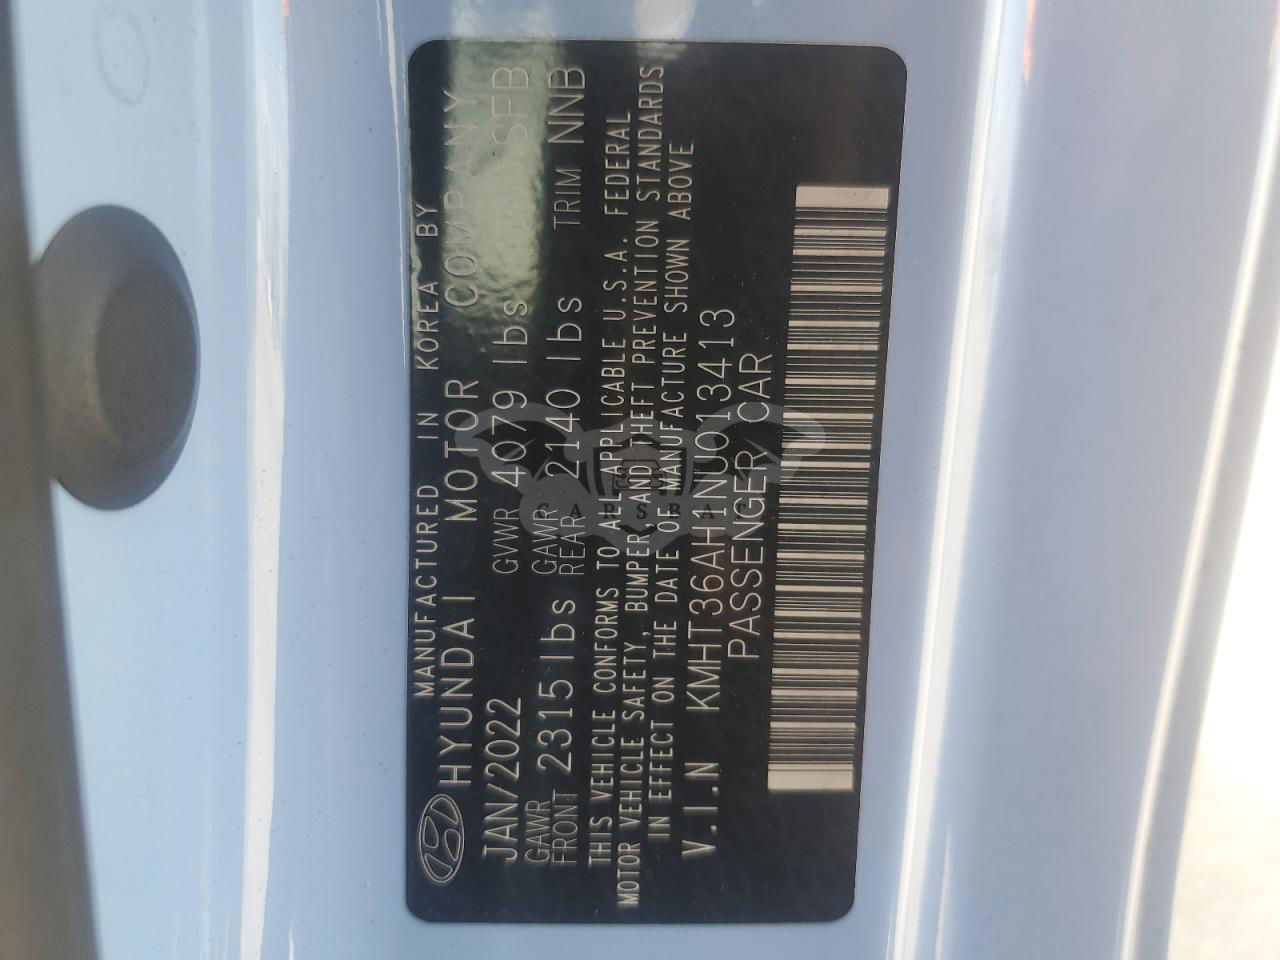 MANUFACTURED IN KOREA BY
HYUNDAI MOTOR COMPANY
JAN/2022 GVWR 4079 lbs SFB
GAWR FRONT 2315 lbs GAWR REAR 2140 lbs TRIM NNB
THIS VEHICLE CONFORMS TO ALL APPLICABLE U.S.A. FEDERAL
MOTOR VEHICLE SAFETY, BUMPER, AND THEFT PREVENTION STANDARDS
IN EFFECT ON THE DATE OF MANUFACTURE SHOWN ABOVE
V.I.N KMHT36AH1NU013413
PASSENGER CAR
CARSBAT